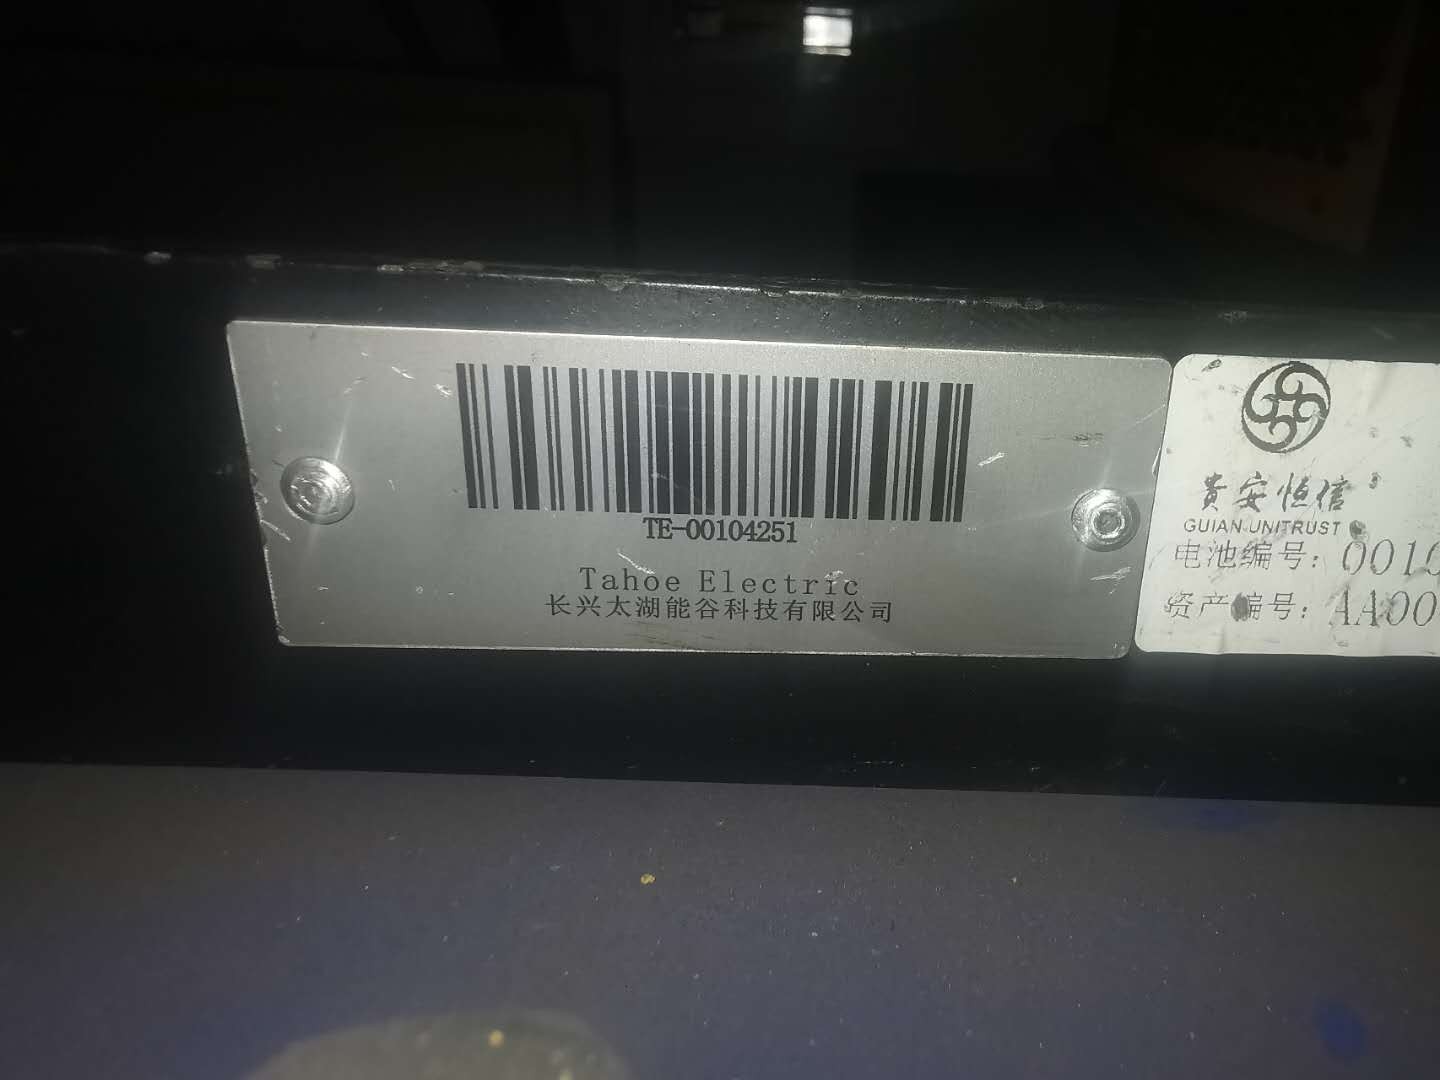 TE-00104251
Tahoe Electric
长兴太湖能谷科技有限公司
贵安恒信
GUIAN UNITRUST
电池编号：0010
资产编号：AA00